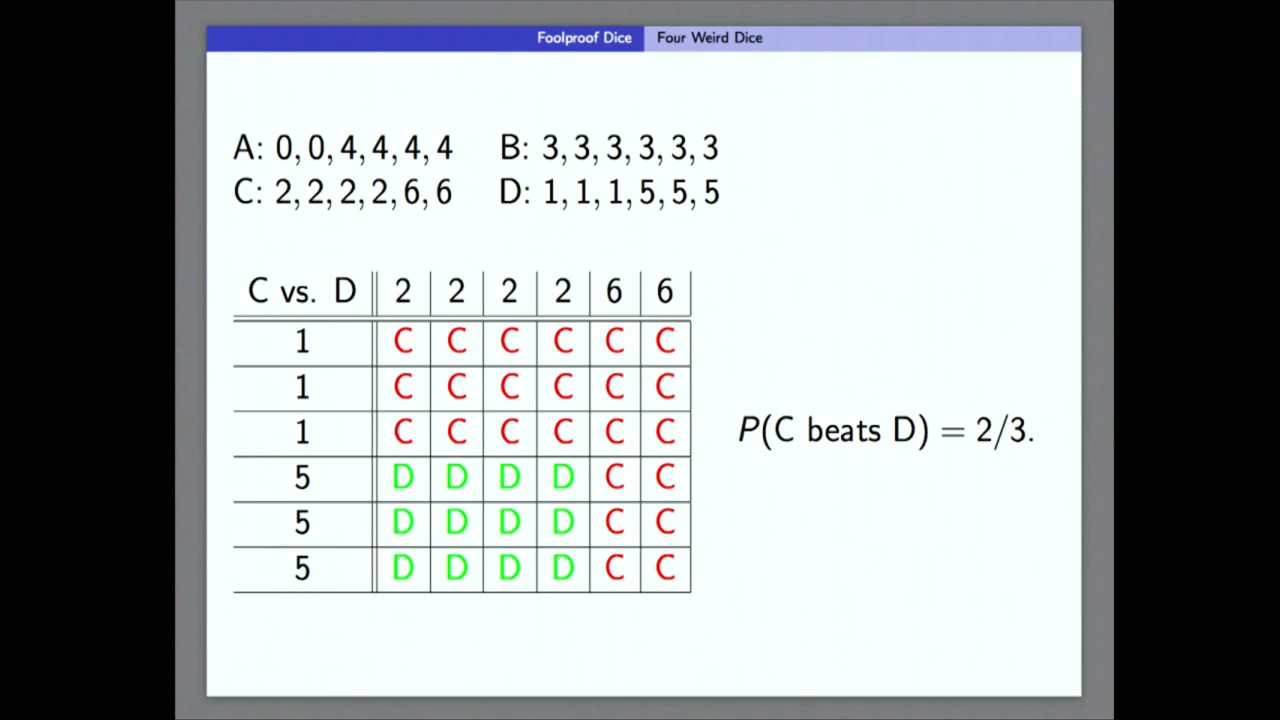 Foolproof Dice Four Weird Dice
A: 0, 0, 4, 4, 4, 4 B: 3, 3, 3, 3, 3, 3
C: 2, 2, 2, 2, 6, 6 D: 1, 1, 1, 5, 5, 5
C vs. D 2 2 2 2 6 6
1 C C C C C C
1 C C C C C C
1 C C C C C C
P(C beats D) = 2/3.
5 D D D D C C
5 D D D D C C
5 D D D D C C